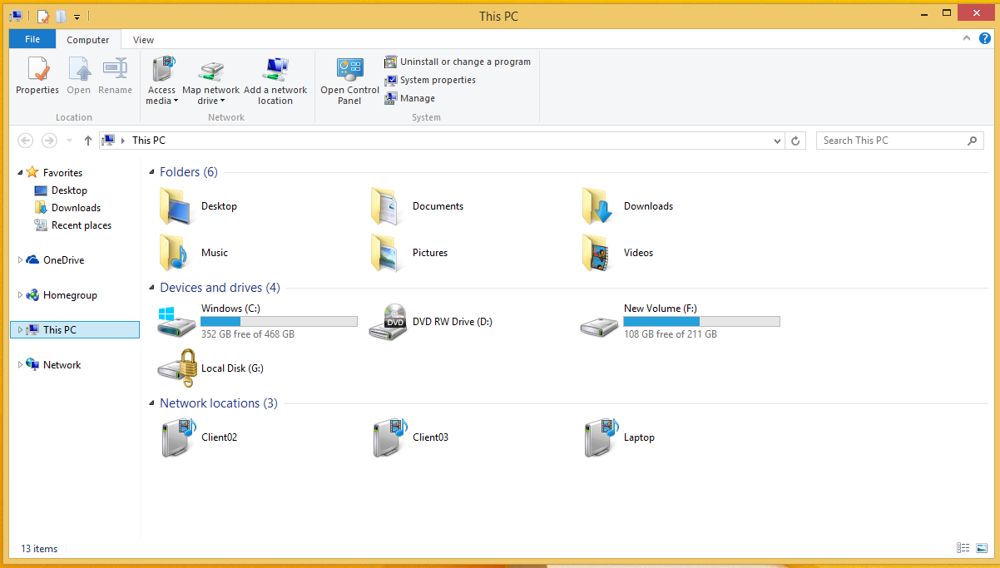 This PC
File
Computer
View
Properties
Open
Rename
Access
media
Map network
drive
Add a network
location
Open Control
Panel
Uninstall or change a program
System properties
Manage
Location
Network
System
This PC
Search This PC
Favorites
Desktop
Downloads
Recent places
OneDrive
Homegroup
This PC
Network
Folders (6)
Desktop
Documents
Downloads
Music
Pictures
Videos
Devices and drives (4)
Windows (C:)
352 GB free of 468 GB
DVD
DVD RW Drive (D:)
New Volume (F:)
108 GB free of 211 GB
Local Disk (G:)
Network locations (3)
Client02
Client03
Laptop
13 items